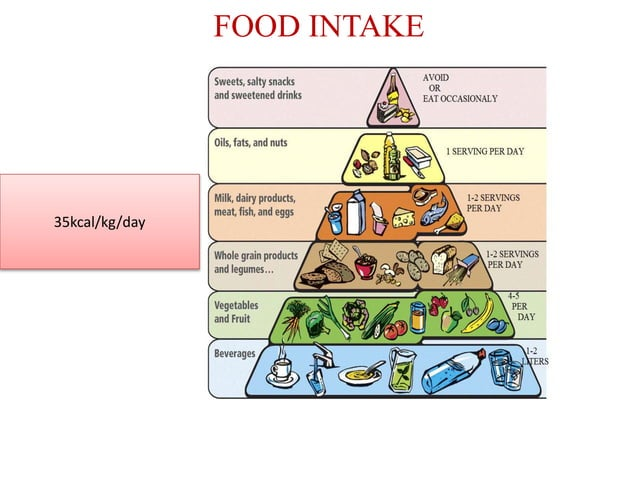 FOOD INTAKE
Sweets, salty snacks
and sweetened drinks
AVOID
OR
EAT OCCASIONALY
Oils, fats, and nuts
1 SERVING PER DAY
35kcal/kg/day
Milk, dairy products,
meat, fish, and eggs
1-2 SERVINGS
PER DAY
Whole grain products
and legumes...
1-2 SERVINGS
PER DAY
Vegetables
and Fruit
4-5
PER
DAY
Beverages
1-2
LITERS